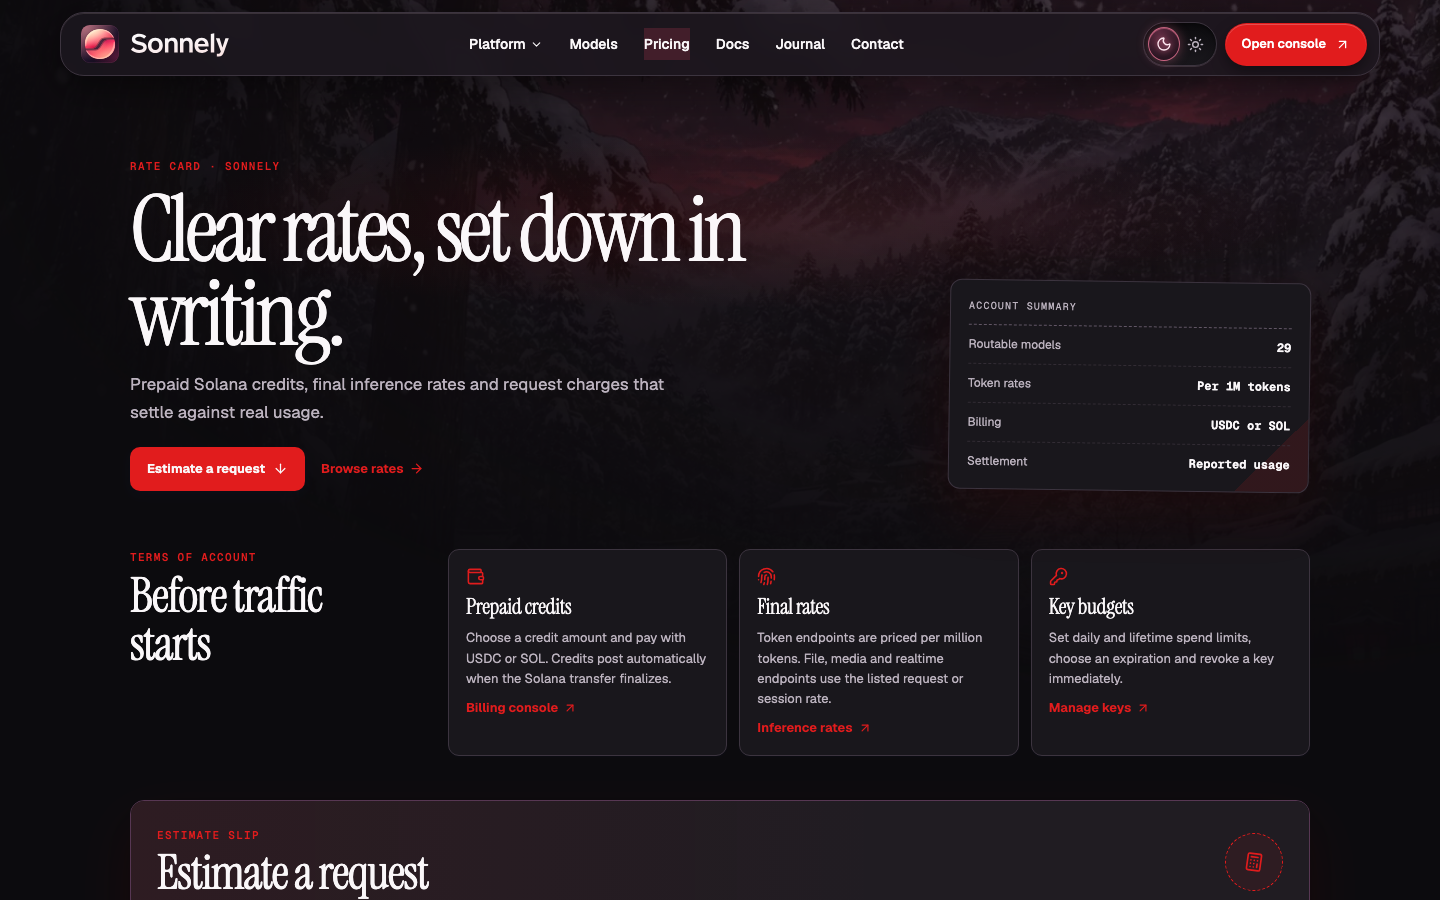 Sonnely
Platform
Models
Pricing
Docs
Journal
Contact
Open console
RATE CARD · SONNELY
Clear rates, set down in
writing.
Prepaid Solana credits, final inference rates and request charges that
settle against real usage.
Estimate a request
Browse rates
ACCOUNT SUMMARY
Routable models 29
Token rates Per 1M tokens
Billing USDC or SOL
Settlement Reported usage
TERMS OF ACCOUNT
Before traffic
starts
Prepaid credits
Choose a credit amount and pay with
USDC or SOL. Credits post automatically
when the Solana transfer finalizes.
Billing console
Final rates
Token endpoints are priced per million
tokens. File, media and realtime
endpoints use the listed request or
session rate.
Inference rates
Key budgets
Set daily and lifetime spend limits,
choose an expiration and revoke a key
immediately.
Manage keys
ESTIMATE SLIP
Estimate a request